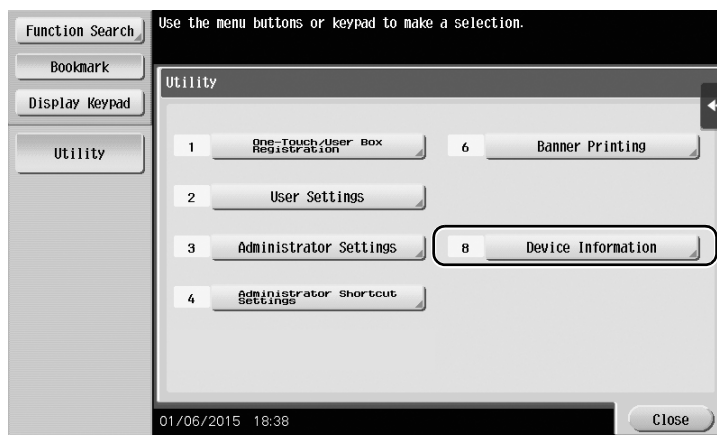 Use the menu buttons or keypad to make a selection.
Function Search
Bookmark
Display Keypad
Utility
Utility
1 One-Touch/User Box
Registration
6 Banner Printing
2 User Settings
3 Administrator Settings
8 Device Information
4 Administrator Shortcut
Settings
01/06/2015 18:38
Close